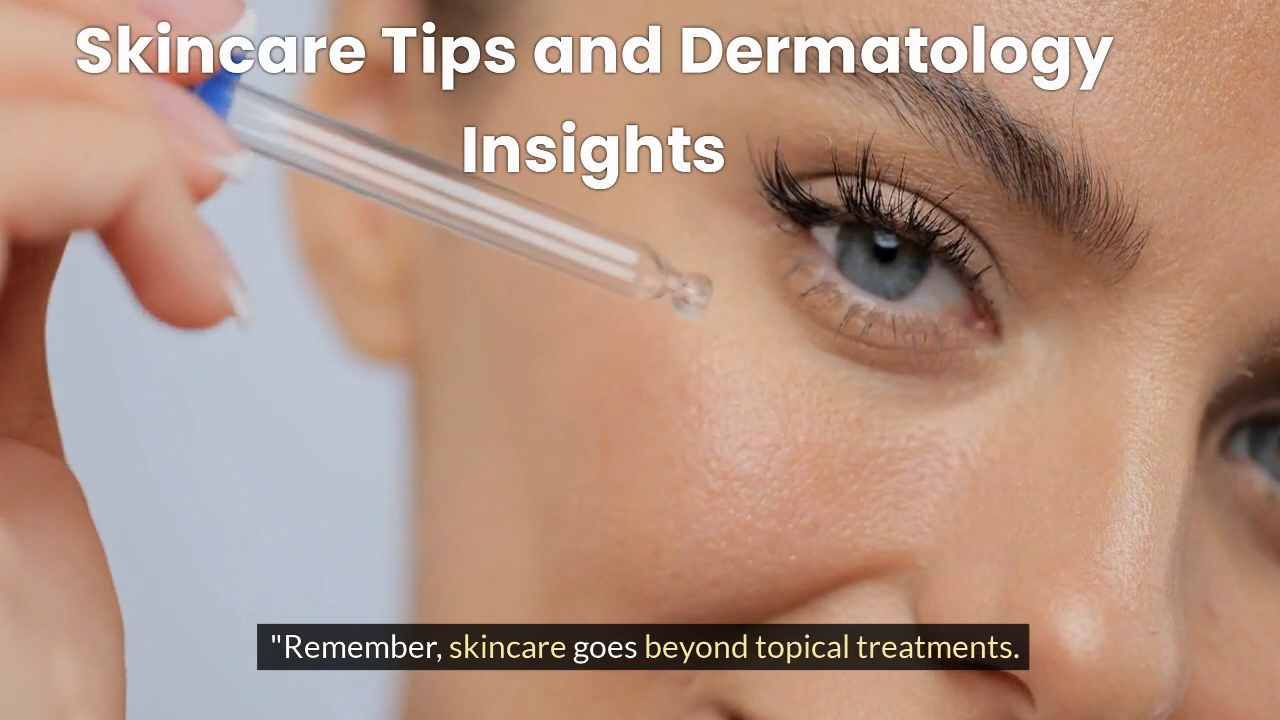 Skincare Tips and Dermatology
Insights
"Remember, skincare goes beyond topical treatments.